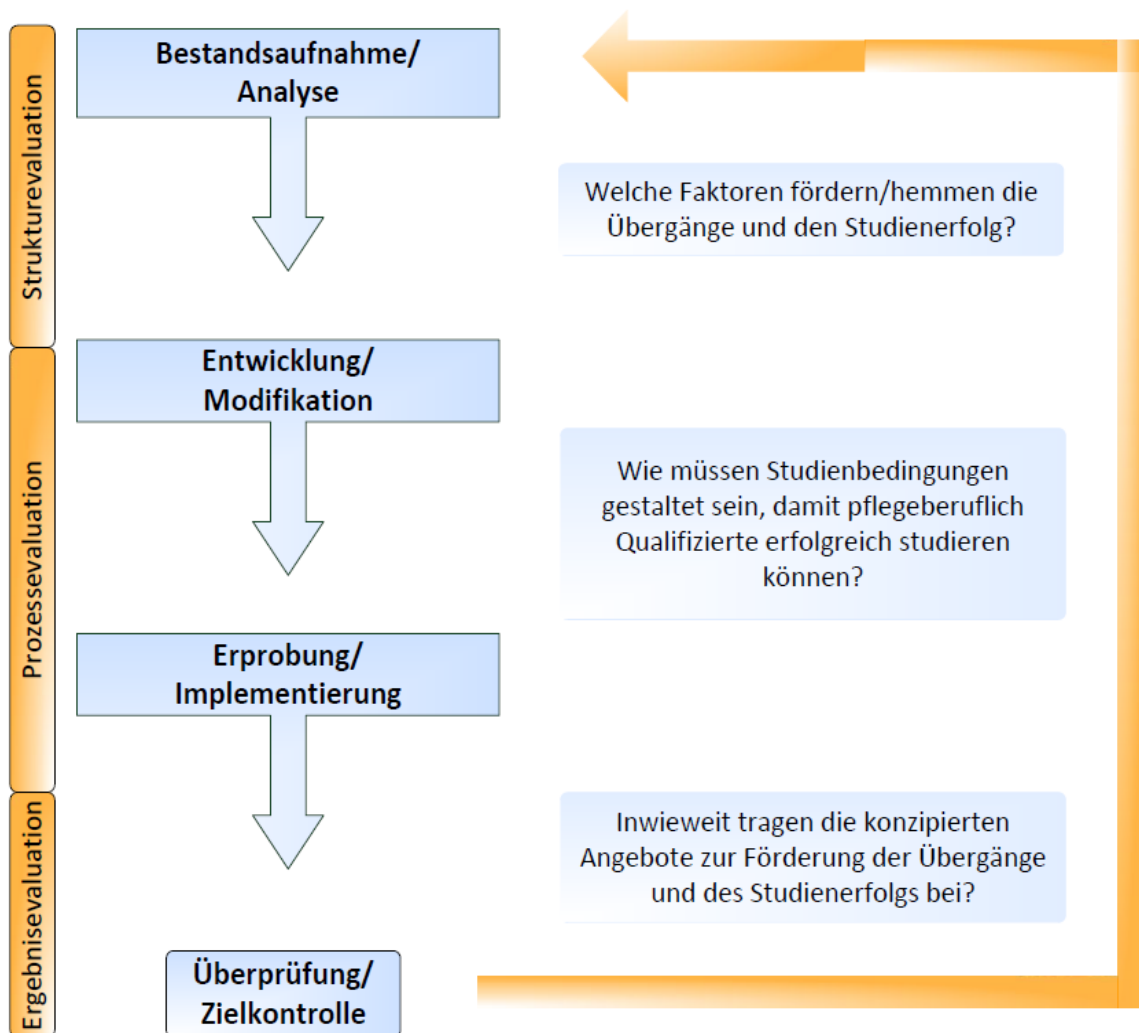 Strukturevaluation
Bestandsaufnahme/
Analyse
Welche Faktoren fördern/hemmen die
Übergänge und den Studienerfolg?
Prozessevaluation
Entwicklung/
Modifikation
Wie müssen Studienbedingungen
gestaltet sein, damit pflegeberuflich
Qualifizierte erfolgreich studieren
können?
Erprobung/
Implementierung
Ergebnisevaluation
Inwieweit tragen die konzipierten
Angebote zur Förderung der Übergänge
und des Studienerfolgs bei?
Überprüfung/
Zielkontrolle